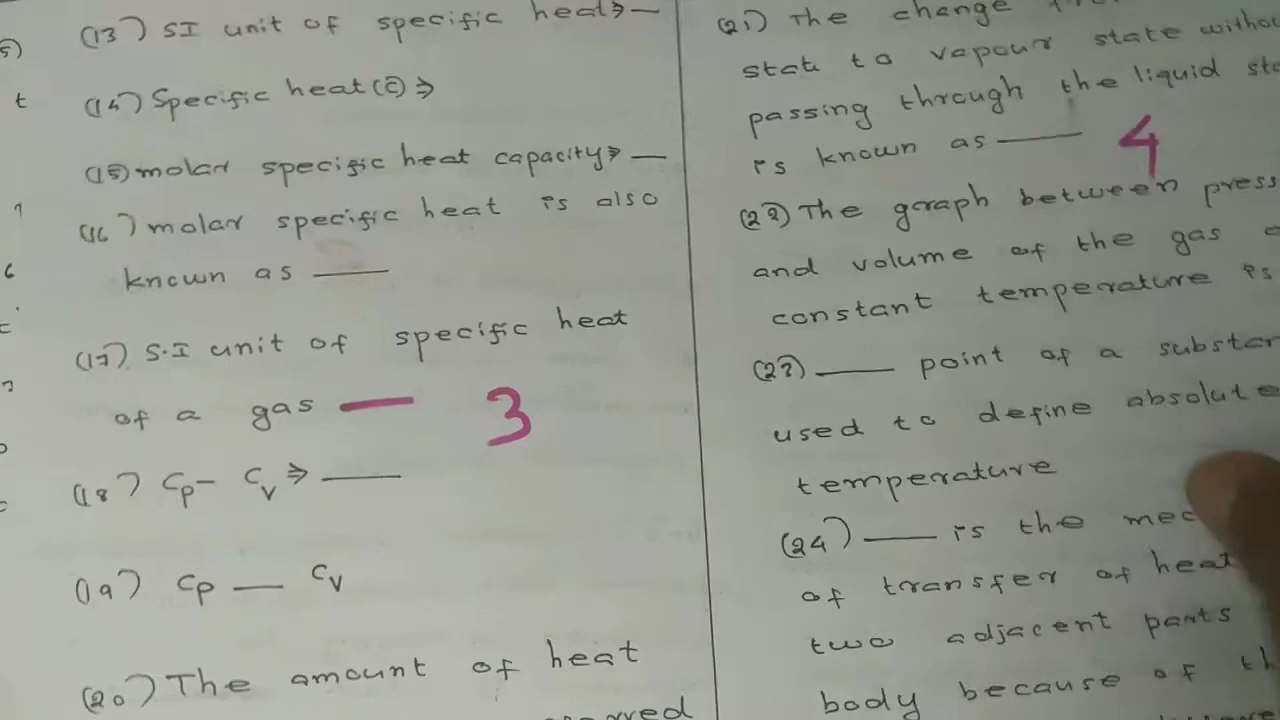 (13) SI unit of specific heat⇒ —
(14) Specific heat (c) ⇒
(15) molar specific heat capacity⇒ —
(16) molar specific heat is also
known as —
(17) S.I unit of specific heat
of a gas — 3
(18) Cp - Cv ⇒ —
(19) Cp — Cv
(20) The amount of heat
(21) The change
state to vapour state
passing through the liquid
is known as — 4
(22) The graph between
and volume of the gas
constant temperature is
(23) — point of a
used to define absolute
temperature
(24) — is the
of transfer of heat
two adjacent parts
body because of